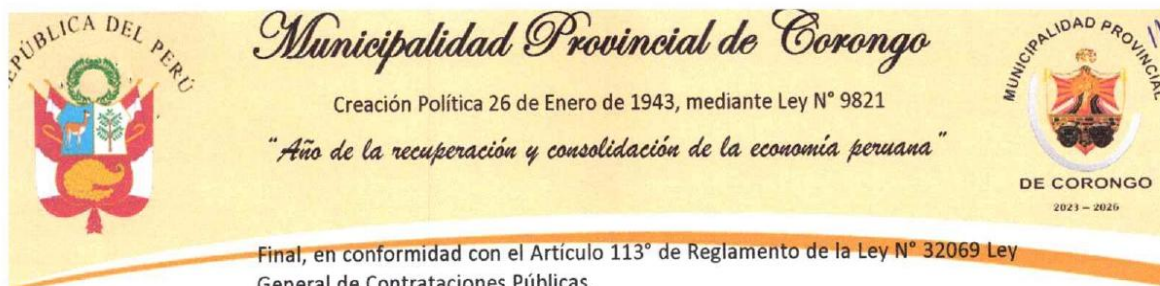 REPÚBLICA DEL PERÚ
Municipalidad Provincial de Corongo
MUNICIPALIDAD PROVINCIAL
Creación Política 26 de Enero de 1943, mediante Ley N° 9821
"Año de la recuperación y consolidación de la economía peruana"
DE CORONGO
2023 – 2026
Final, en conformidad con el Artículo 113° de Reglamento de la Ley N° 32069 Ley
General de Contrataciones Públicas